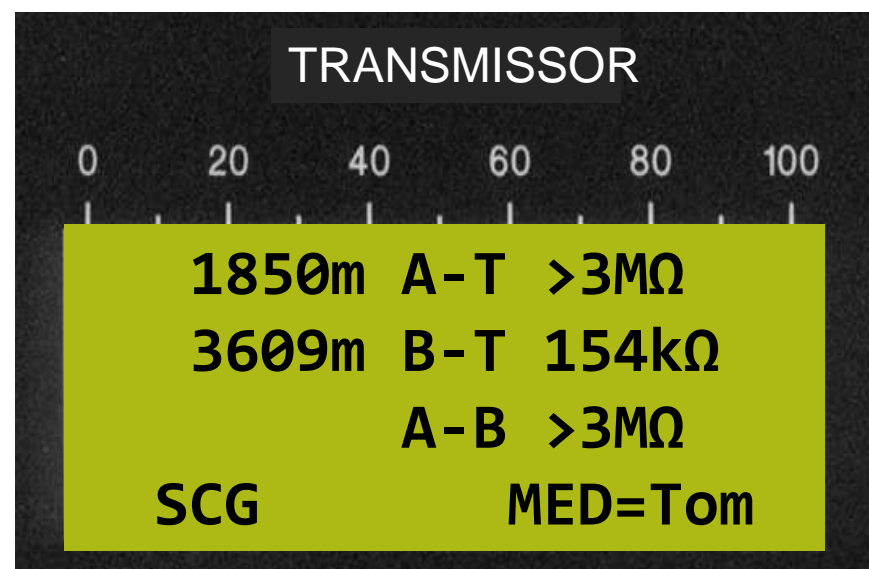 TRANSMISSOR
0 20 40 60 80 100
1850m A-T >3MΩ
3609m B-T 154kΩ
A-B >3MΩ
SCG MED=Tom